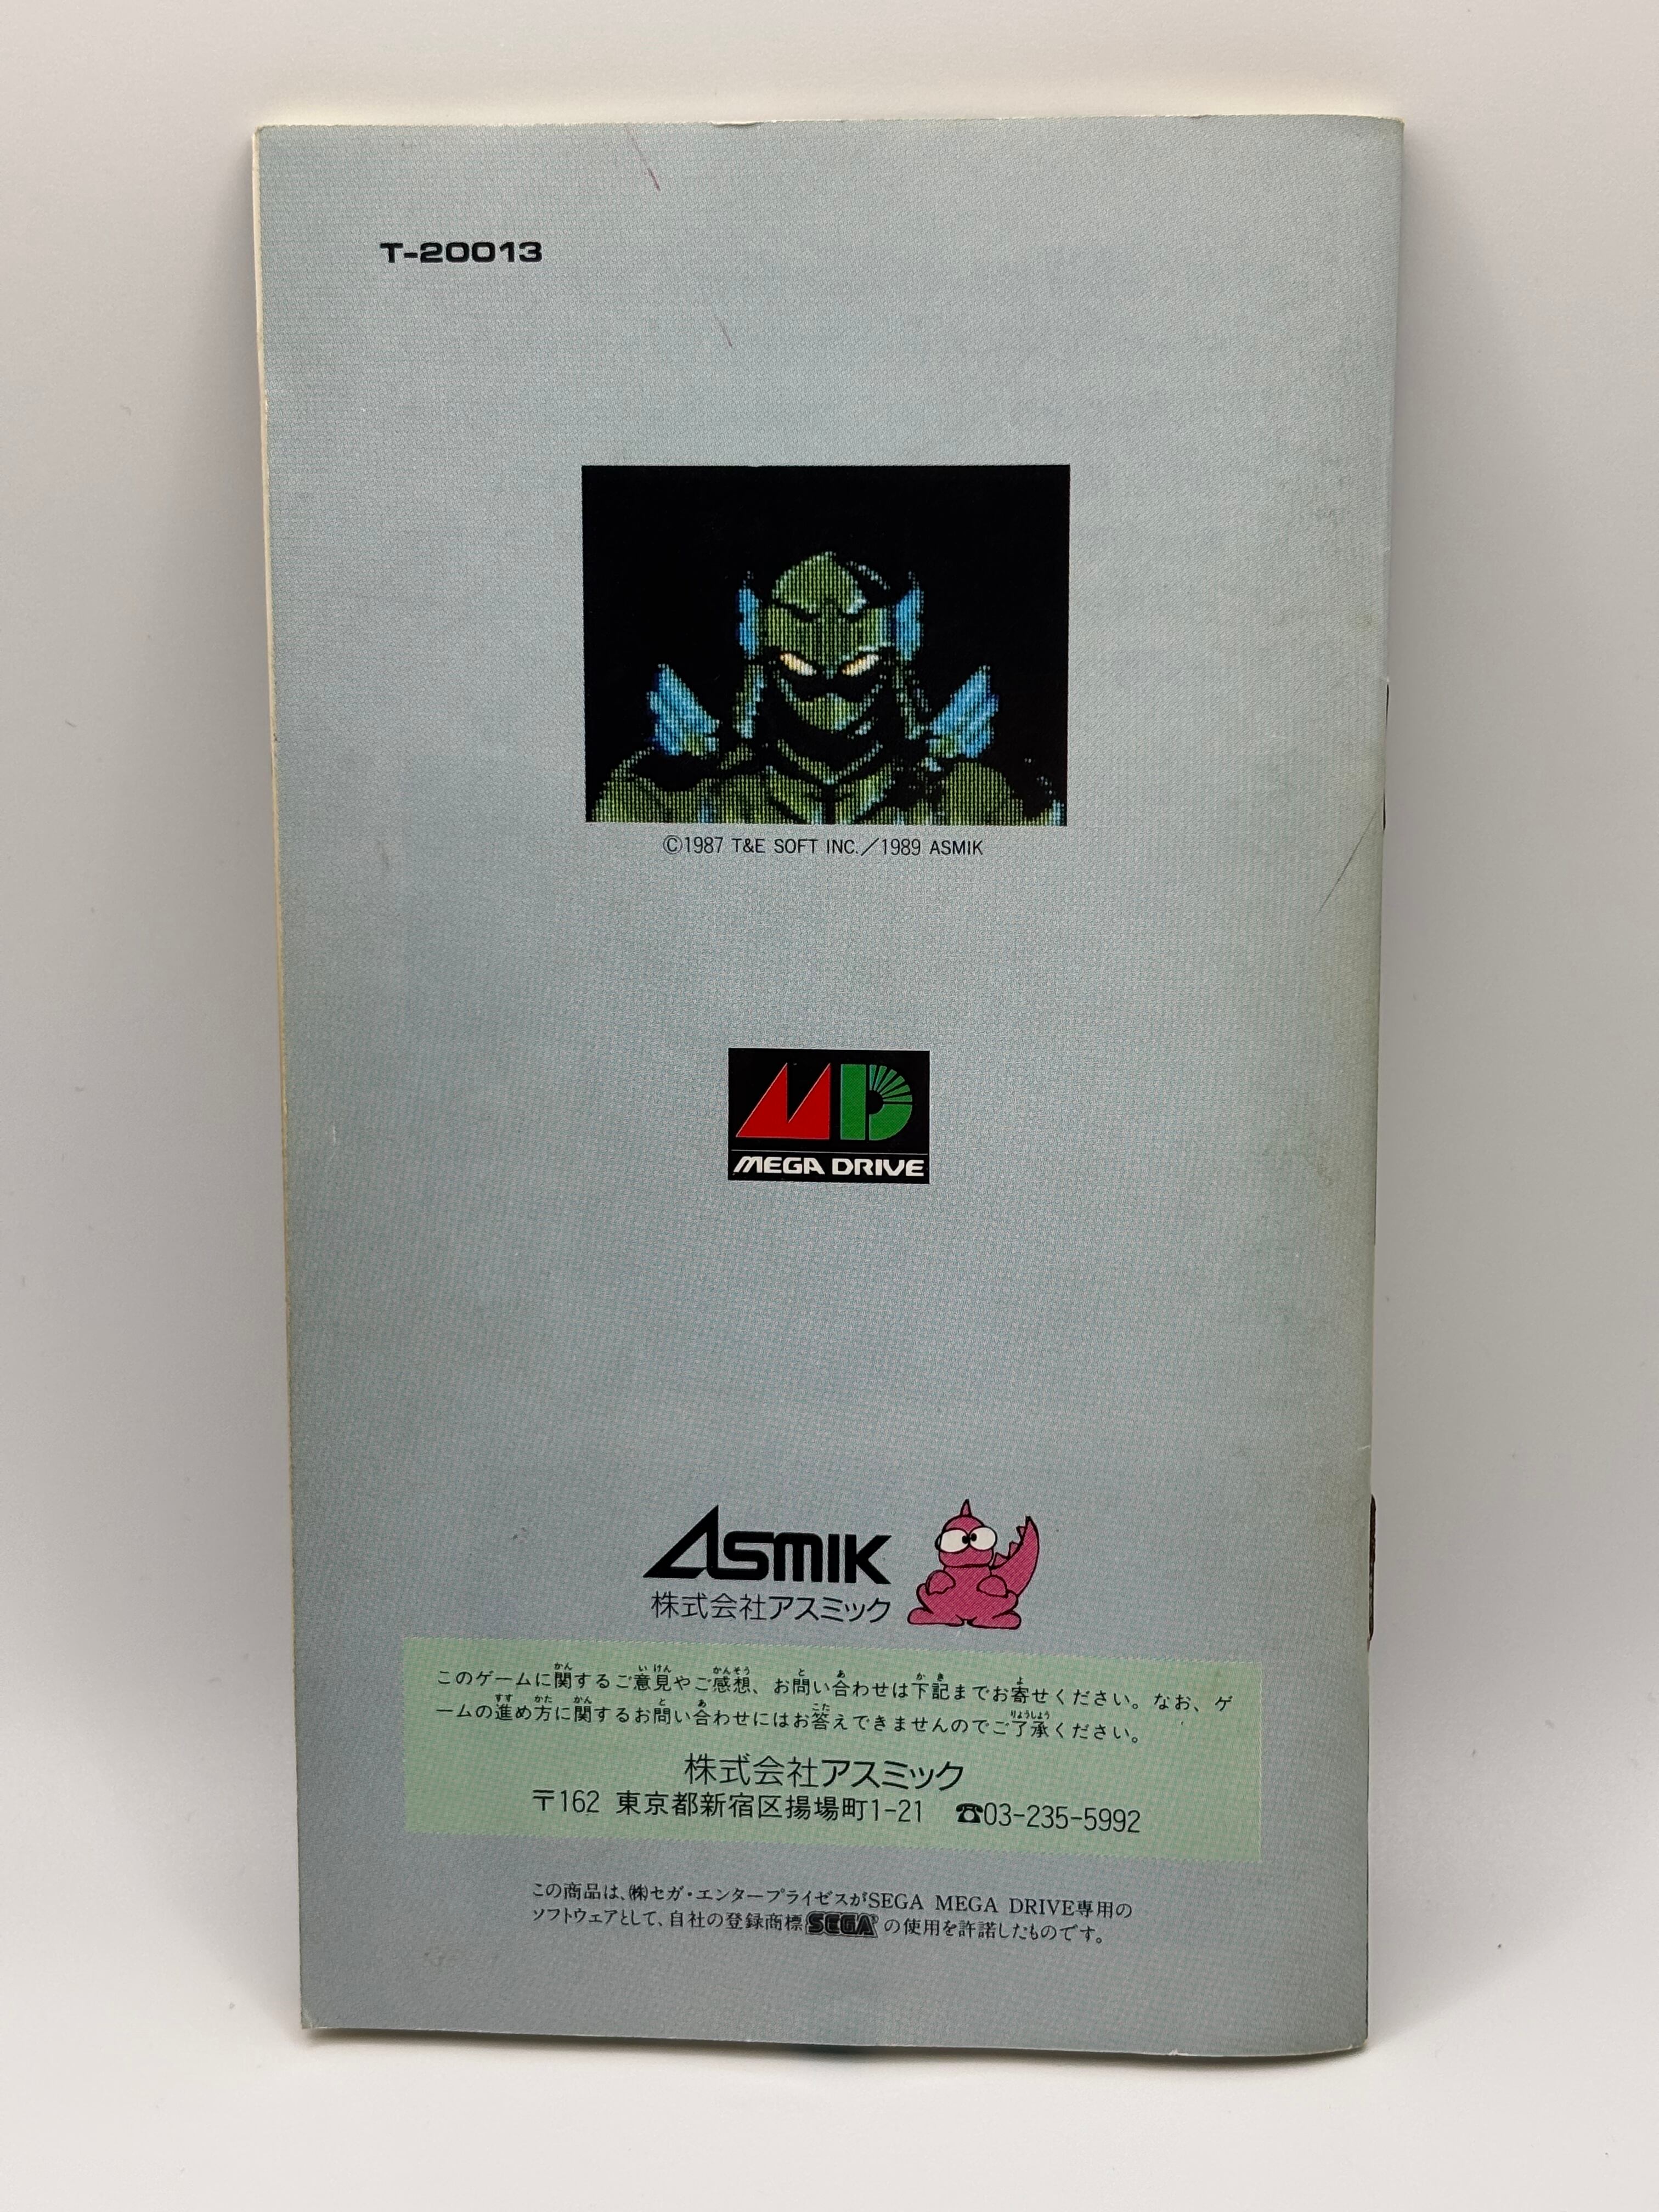 T-20013
©1987 T&E SOFT INC.／1989 ASMIK
MEGA DRIVE
ASMIK
株式会社アスミック
このゲームに関するご意見やご感想、お問い合わせは下記までお寄せください。なお、ゲ
ームの進め方に関するお問い合わせにはお答えできませんのでご了承ください。
株式会社アスミック
〒162 東京都新宿区揚場町1-21 ☎03-235-5992
この商品は、㈱セガ・エンタープライゼスがSEGA MEGA DRIVE専用の
ソフトウェアとして、自社の登録商標SEGAの使用を許諾したものです。